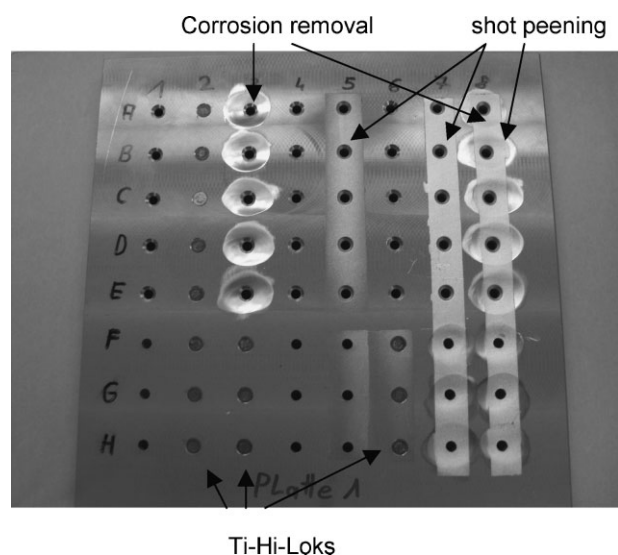 Corrosion removal shot peening
1 2 3 4 5 6 7 8
A
B
C
D
E
F
G
H
PLatte 1
Ti-Hi-Loks